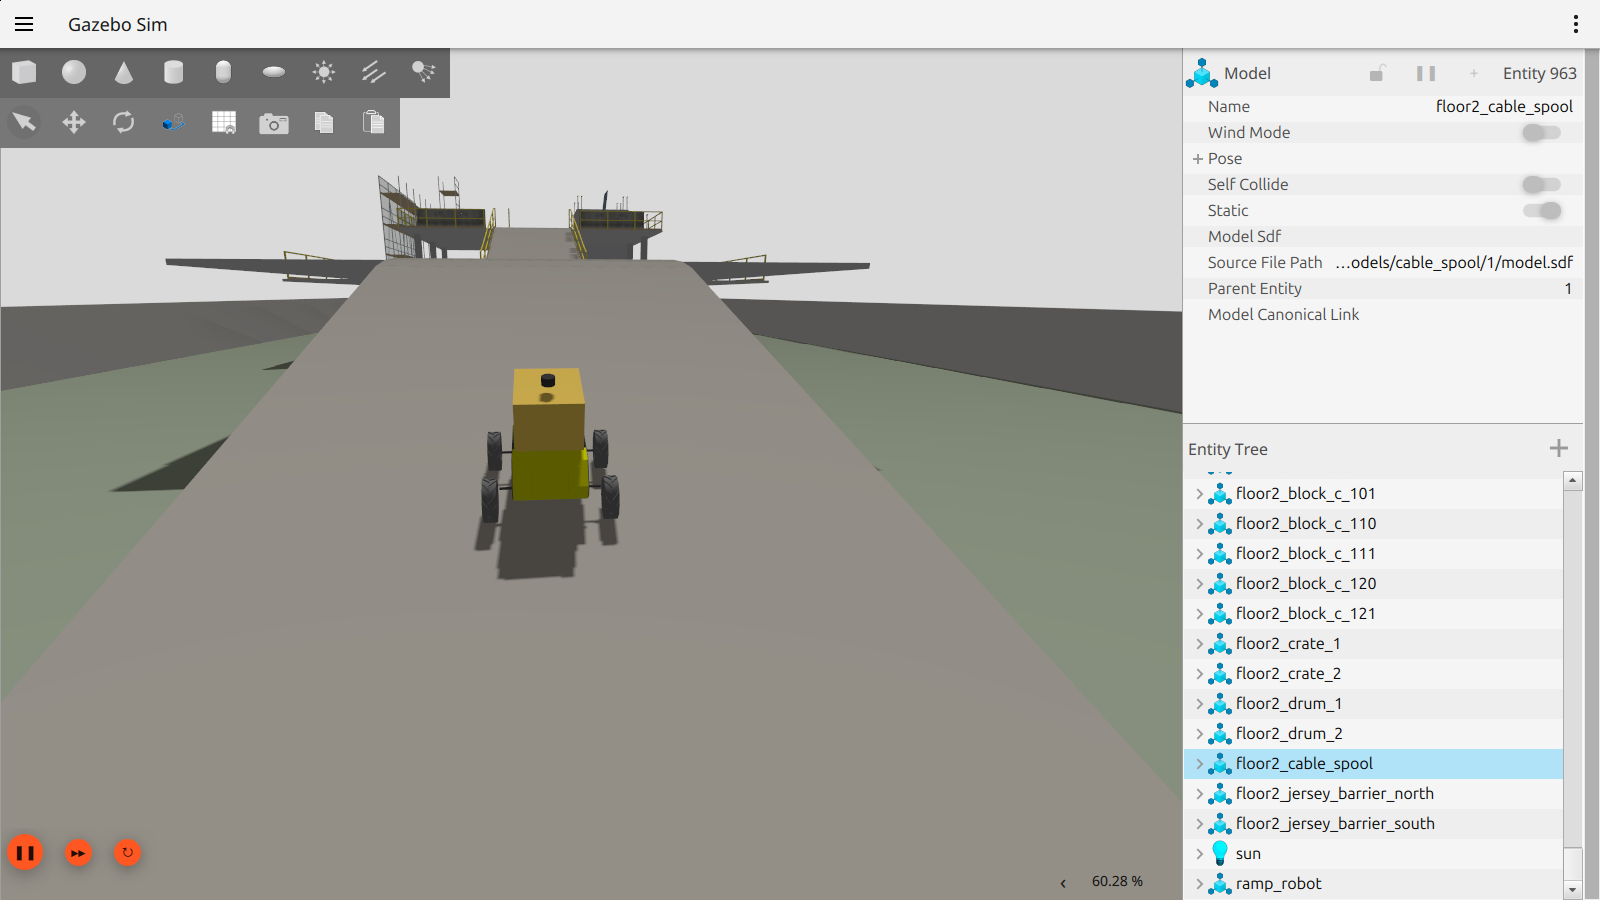 Gazebo Sim
Model
Entity 963
Name
floor2_cable_spool
Wind Mode
Pose
Self Collide
Static
Model Sdf
Source File Path
...odels/cable_spool/1/model.sdf
Parent Entity
1
Model Canonical Link
Entity Tree
floor2_block_c_101
floor2_block_c_110
floor2_block_c_111
floor2_block_c_120
floor2_block_c_121
floor2_crate_1
floor2_crate_2
floor2_drum_1
floor2_drum_2
floor2_cable_spool
floor2_jersey_barrier_north
floor2_jersey_barrier_south
sun
ramp_robot
60.28 %